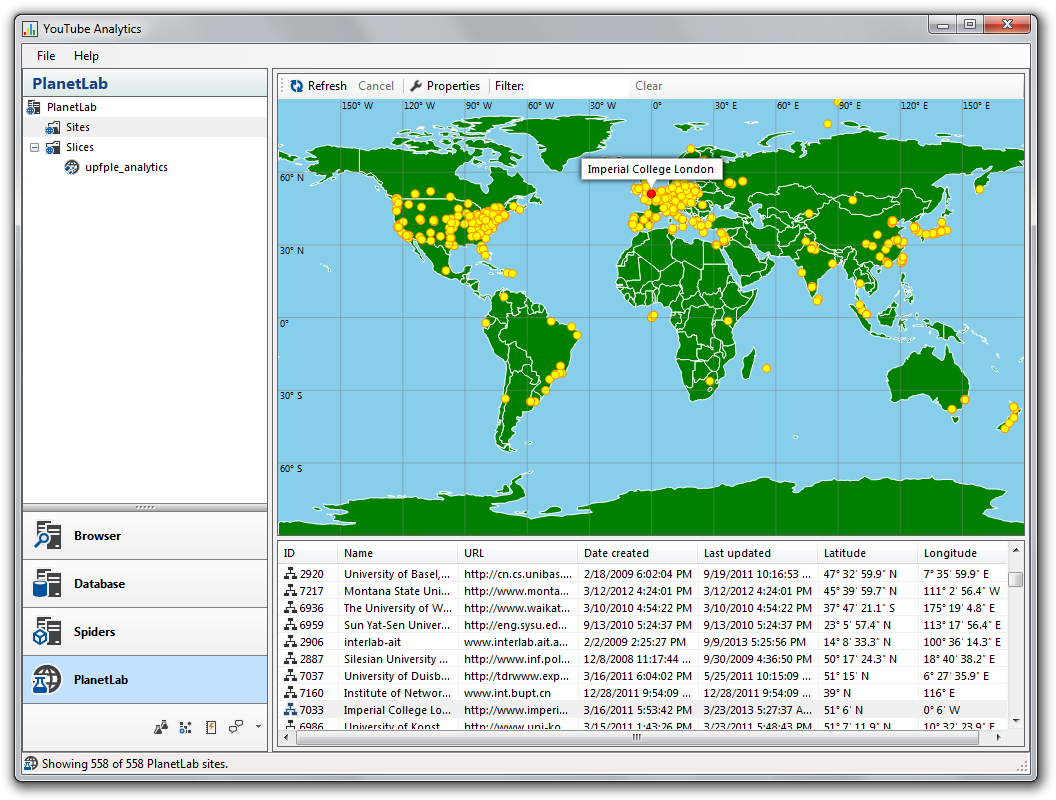 YouTube Analytics
File Help
PlanetLab
PlanetLab
Sites
Slices
upfple_analytics
Browser
Database
Spiders
PlanetLab
Refresh Cancel Properties Filter: Clear
150° W 120° W 90° W 60° W 30° W 0° 30° E 60° E 90° E 120° E 150° E
60° N
30° N
0°
30° S
60° S
Imperial College London
ID Name URL Date created Last updated Latitude Longitude
2920 University of Basel,... http://cn.cs.unibas.... 2/18/2009 6:02:04 PM 9/19/2011 10:16:53 ... 47° 32' 59.9" N 7° 35' 59.9" E
7217 Montana State Uni... http://www.monta... 3/12/2012 4:24:01 PM 3/12/2012 4:24:01 PM 45° 39' 59.7" N 111° 2' 56.4" W
6936 The University of W... http://www.waikat... 3/10/2010 4:54:22 PM 3/10/2010 4:54:22 PM 37° 47' 21.1" S 175° 19' 4.8" E
6959 Sun Yat-Sen Univer... http://eng.sysu.ed... 9/13/2010 5:24:37 PM 9/13/2010 5:24:37 PM 23° 5' 57.4" N 113° 17' 56.4" E
2906 interlab-ait www.interlab.ait.a... 2/2/2009 2:25:27 PM 9/9/2013 5:25:56 PM 14° 8' 33.3" N 100° 36' 14.3" E
2887 Silesian University ... http://www.inf.pol... 12/8/2008 11:17:44 ... 9/30/2009 4:36:50 PM 50° 17' 24.3" N 18° 40' 38.2" E
7037 University of Duisb... http://tdrwww.exp... 3/16/2011 6:04:02 PM 5/25/2011 10:15:09 ... 51° 15' N 6° 27' 35.9" E
7160 Institute of Networ... www.int.bupt.cn 12/28/2011 9:54:09 ... 12/28/2011 9:54:09 ... 39° N 116° E
7033 Imperial College Lo... http://www.imperi... 3/16/2011 5:53:42 PM 3/23/2013 5:27:37 A... 51° 6' N 0° 6' W
6986 University of Konst... http://www.uni-ko... 3/15/2011 1:43:26 PM 3/23/2011 5:48:43 PM 51° 7' 11.9" N 10° 32' 23.9" E
Showing 558 of 558 PlanetLab sites.